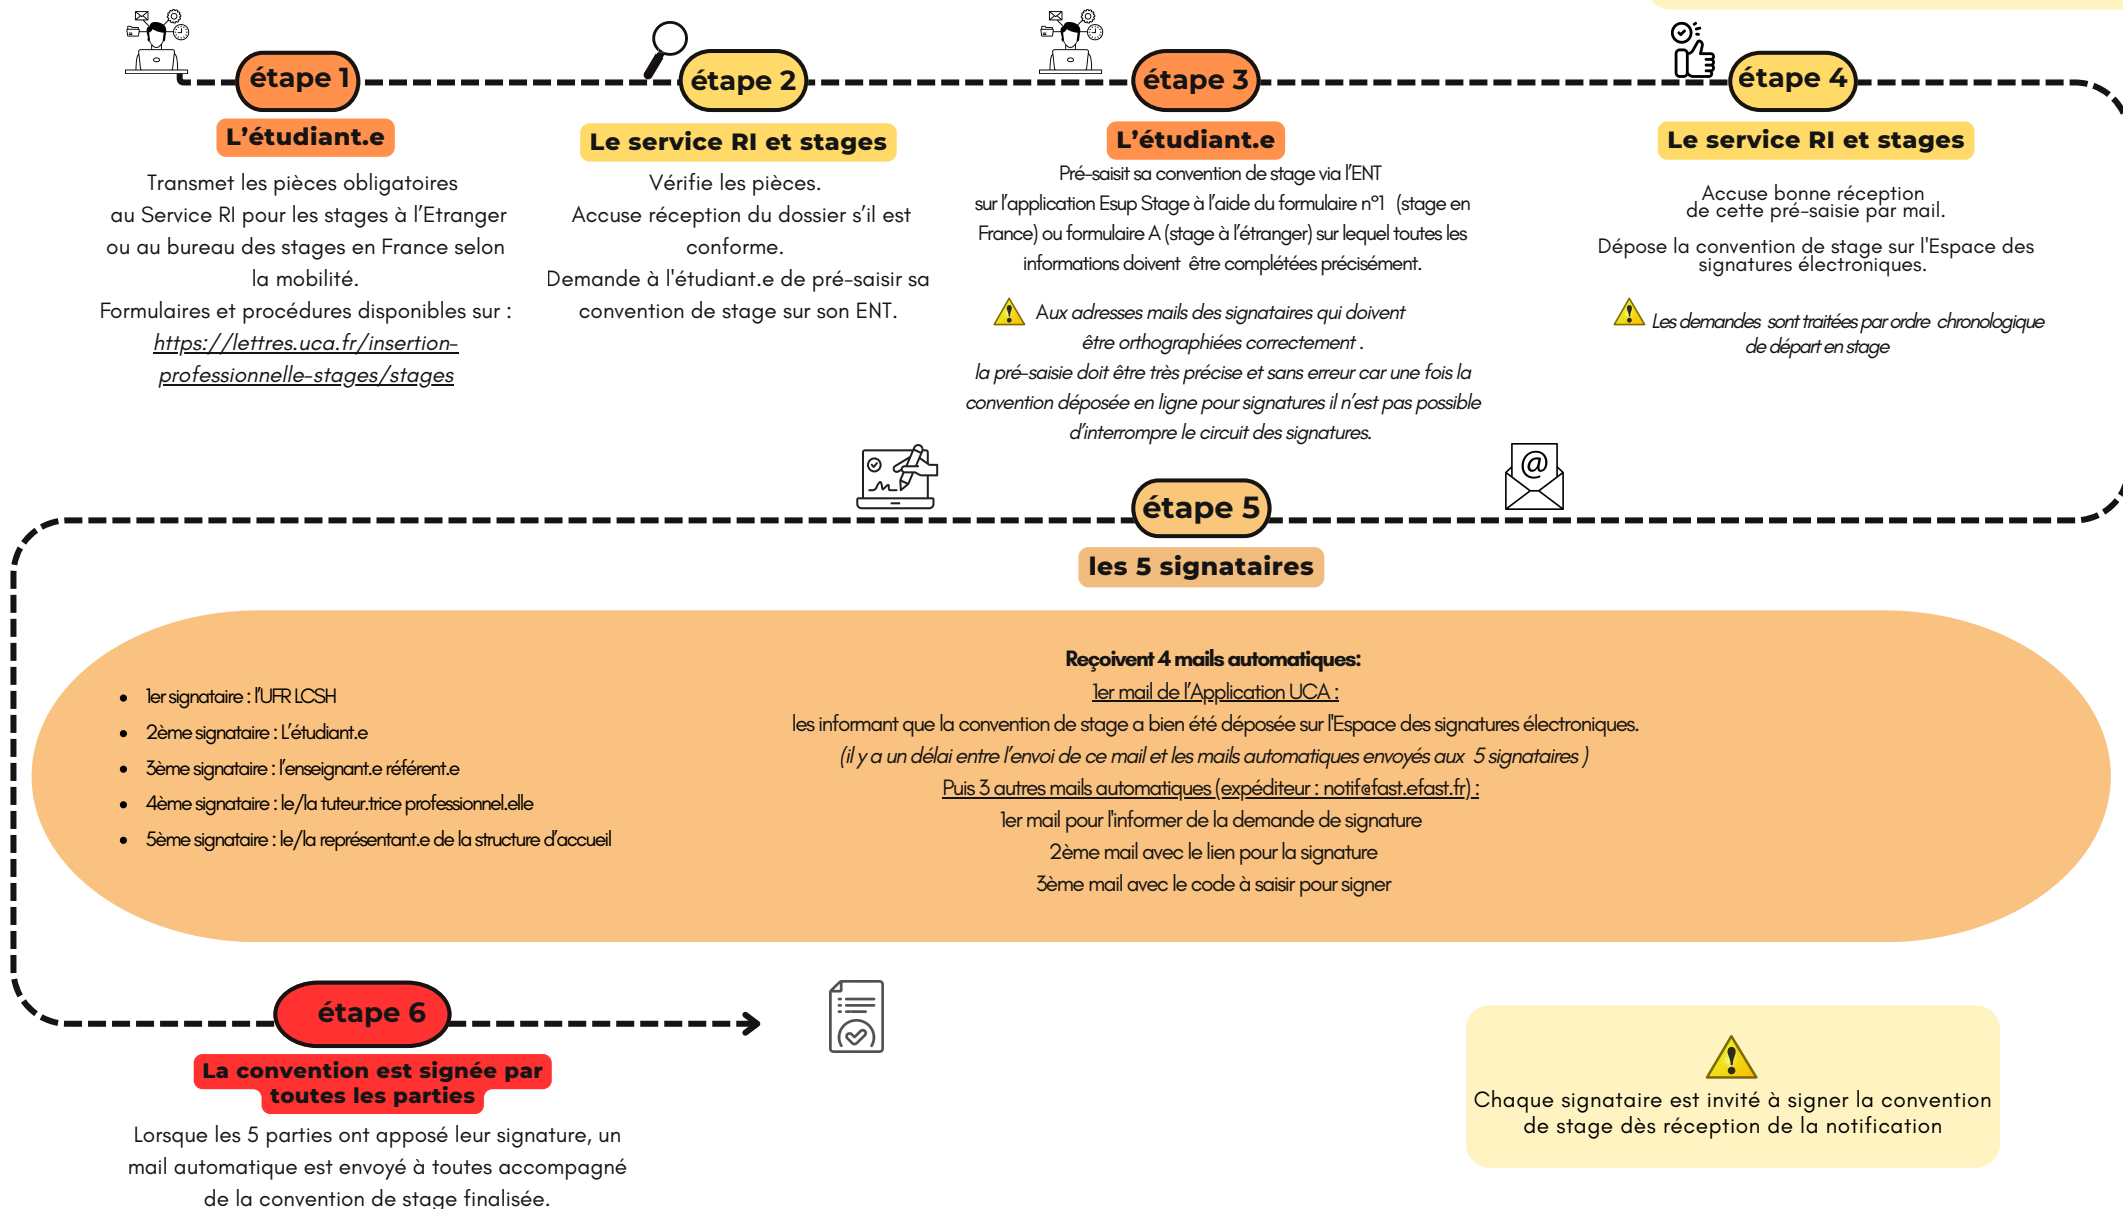 étape 1
L’étudiant.e
Transmet les pièces obligatoires
au Service RI pour les stages à l’Etranger
ou au bureau des stages en France selon
la mobilité.
Formulaires et procédures disponibles sur :
https://lettres.uca.fr/insertion-
professionnelle-stages/stages
étape 2
Le service RI et stages
Vérifie les pièces.
Accuse réception du dossier s’il est
conforme.
Demande à l'étudiant.e de pré-saisir sa
convention de stage sur son ENT.
étape 3
L’étudiant.e
Pré-saisit sa convention de stage via l’ENT
sur l’application Esup Stage à l’aide du formulaire n°1 (stage en
France) ou formulaire A (stage à l’étranger) sur lequel toutes les
informations doivent être complétées précisément.
Aux adresses mails des signataires qui doivent
être orthographiées correctement .
la pré-saisie doit être très précise et sans erreur car une fois la
convention déposée en ligne pour signatures il n’est pas possible
d’interrompre le circuit des signatures.
étape 4
Le service RI et stages
Accuse bonne réception
de cette pré-saisie par mail.
Dépose la convention de stage sur l'Espace des
signatures électroniques.
Les demandes sont traitées par ordre chronologique
de départ en stage
@
étape 5
les 5 signataires
1er signataire : l’UFR LCSH
2ème signataire : L’étudiant.e
3ème signataire : l’enseignant.e référent.e
4ème signataire : le/la tuteur.trice professionnel.elle
5ème signataire : le/la représentant.e de la structure d’accueil
Reçoivent 4 mails automatiques:
1er mail de l’Application UCA :
les informant que la convention de stage a bien été déposée sur l'Espace des signatures électroniques.
(il y a un délai entre l’envoi de ce mail et les mails automatiques envoyés aux 5 signataires )
Puis 3 autres mails automatiques (expéditeur : notif@fast.efast.fr) :
1er mail pour l'informer de la demande de signature
2ème mail avec le lien pour la signature
3ème mail avec le code à saisir pour signer
étape 6
La convention est signée par
toutes les parties
Lorsque les 5 parties ont apposé leur signature, un
mail automatique est envoyé à toutes accompagné
de la convention de stage finalisée.
Chaque signataire est invité à signer la convention
de stage dès réception de la notification